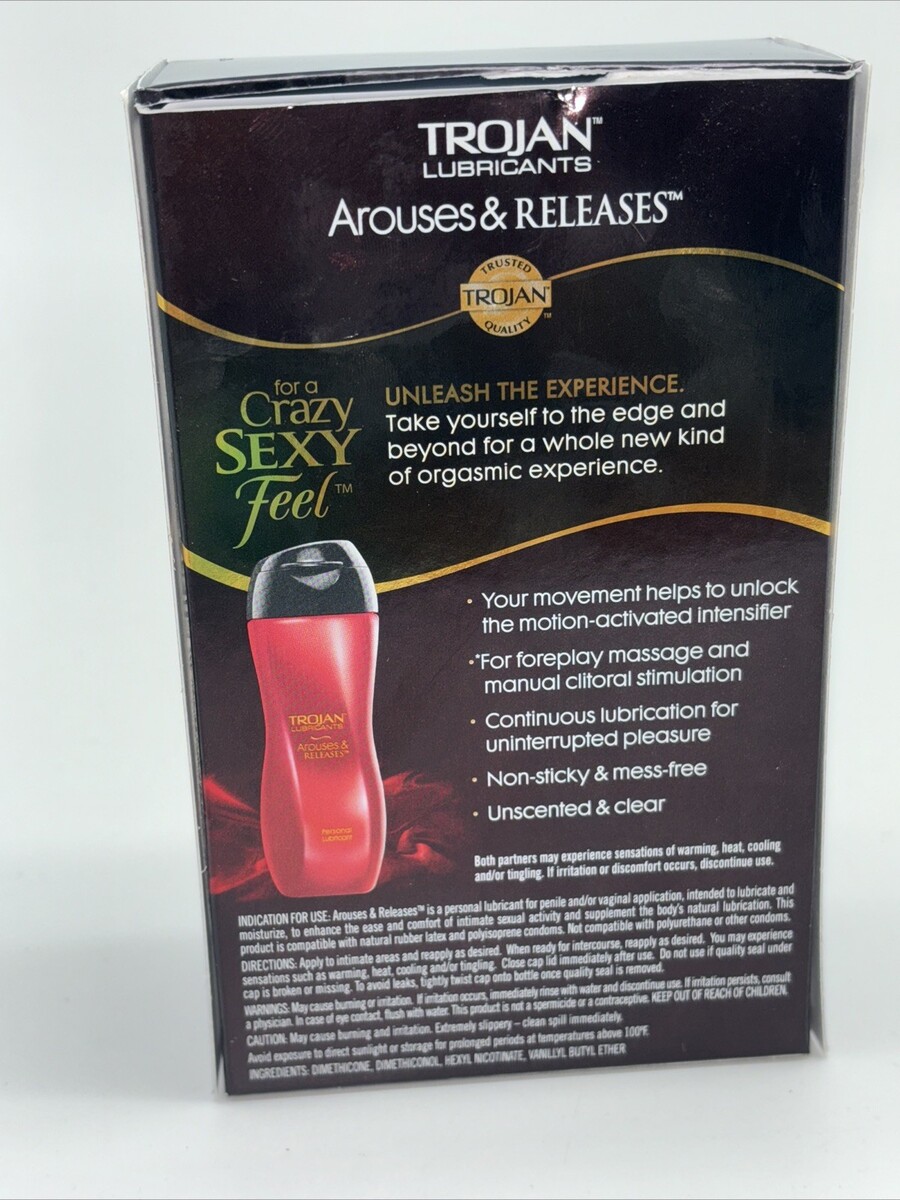 TROJAN™
LUBRICANTS
Arouses & RELEASES™
TRUSTED
TROJAN™
QUALITY™
for a
Crazy
SEXY
Feel™
UNLEASH THE EXPERIENCE.
Take yourself to the edge and
beyond for a whole new kind
of orgasmic experience.
• Your movement helps to unlock
the motion-activated intensifier
• *For foreplay massage and
manual clitoral stimulation
• Continuous lubrication for
uninterrupted pleasure
• Non-sticky & mess-free
• Unscented & clear
TROJAN™
LUBRICANTS
Arouses &
RELEASES™
Personal
Lubricant
Both partners may experience sensations of warming, heat, cooling
and/or tingling. If irritation or discomfort occurs, discontinue use.
INDICATION FOR USE: Arouses & Releases™ is a personal lubricant for penile and/or vaginal application, intended to lubricate and
moisturize, to enhance the ease and comfort of intimate sexual activity and supplement the body's natural lubrication. This
product is compatible with natural rubber latex and polyisoprene condoms. Not compatible with polyurethane or other condoms.
DIRECTIONS: Apply to intimate areas and reapply as desired. When ready for intercourse, reapply as desired. You may experience
sensations such as warming, heat, cooling and/or tingling. Close cap lid immediately after use. Do not use if quality seal under
cap is broken or missing. To avoid leaks, tightly twist cap onto bottle once quality seal is removed.
WARNINGS: May cause burning or irritation. If irritation occurs, immediately rinse with water and discontinue use. If irritation persists, consult
a physician. In case of eye contact, flush with water. This product is not a spermicide or a contraceptive. KEEP OUT OF REACH OF CHILDREN.
CAUTION: May cause burning and irritation. Extremely slippery – clean spill immediately.
Avoid exposure to direct sunlight or storage for prolonged periods at temperatures above 100°F.
INGREDIENTS: DIMETHICONE, DIMETHICONOL, HEXYL NICOTINATE, VANILLYL BUTYL ETHER